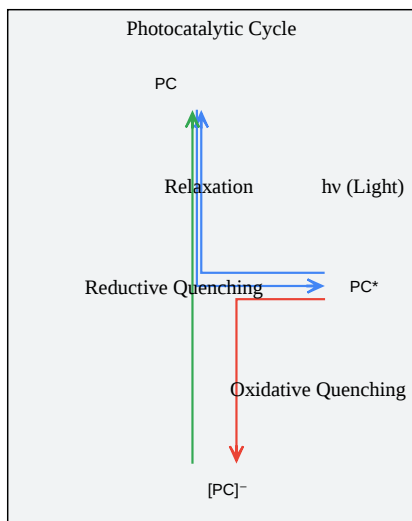 Photocatalytic Cycle
PC
Relaxation
hν (Light)
Reductive Quenching
PC*
Oxidative Quenching
[PC]⁻